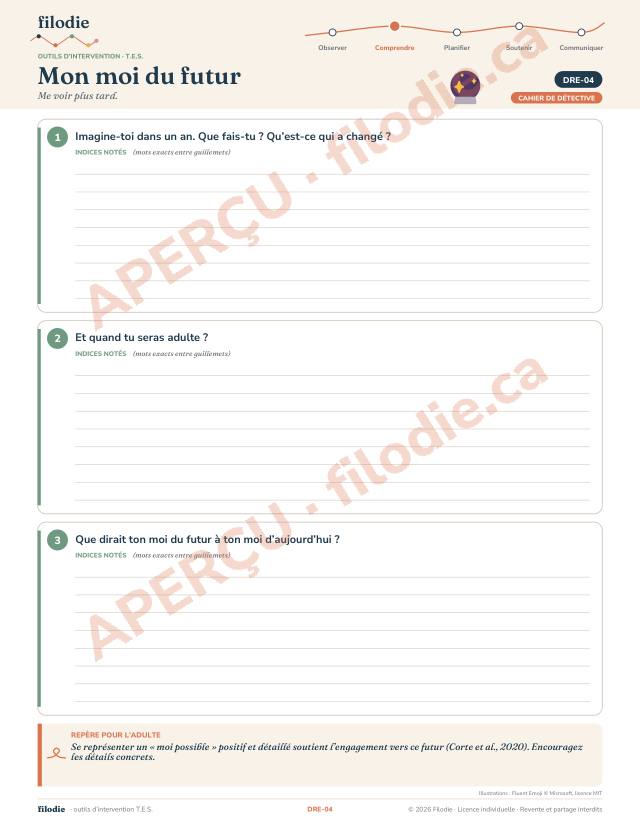 filodie
OUTILS D'INTERVENTION · T.E.S.
Mon moi du futur
Me voir plus tard.
Observer
Comprendre
Planifier
Soutenir
Communiquer
DRE-04
CAHIER DE DÉTECTIVE
1 Imagine-toi dans un an. Que fais-tu ? Qu'est-ce qui a changé ?
INDICES NOTÉS (mots exacts entre guillemets)
APERÇU · filodie.ca
2 Et quand tu seras adulte ?
INDICES NOTÉS (mots exacts entre guillemets)
APERÇU · filodie.ca
3 Que dirait ton moi du futur à ton moi d'aujourd'hui ?
INDICES NOTÉS (mots exacts entre guillemets)
REPÈRE POUR L'ADULTE
Se représenter un « moi possible » positif et détaillé soutient l'engagement vers ce futur (Corte et al., 2020). Encouragez
les détails concrets.
Illustrations : Fluent Emoji © Microsoft, licence MIT
filodie · outils d'intervention T.E.S.
DRE-04
© 2026 Filodie · Licence individuelle · Revente et partage interdits